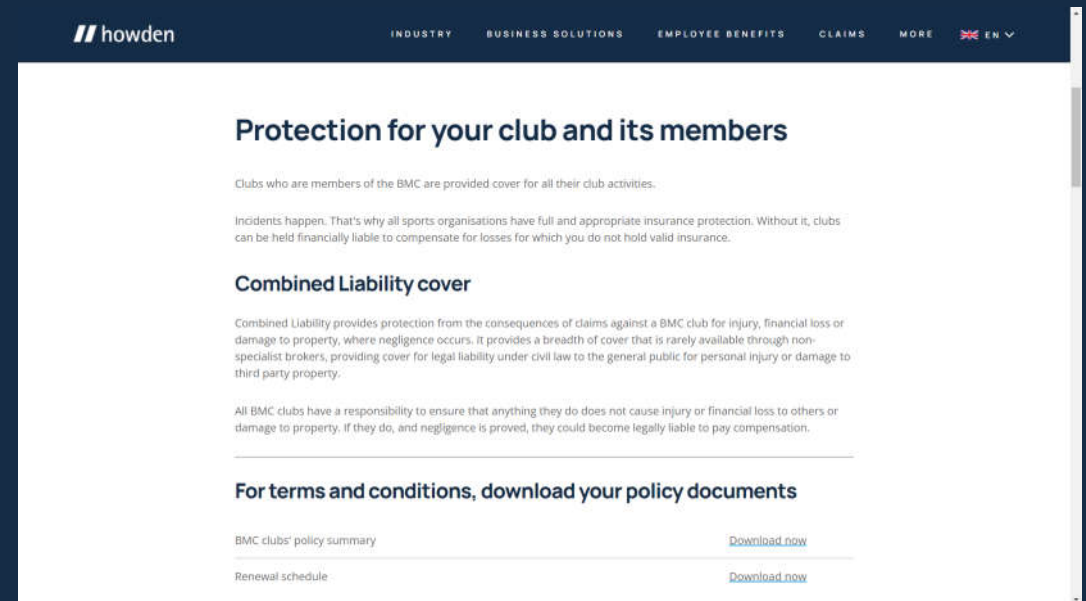 howden
INDUSTRY BUSINESS SOLUTIONS EMPLOYEE BENEFITS CLAIMS MORE EN
Protection for your club and its members
Clubs who are members of the BMC are provided cover for all their club activities.
Incidents happen. That's why all sports organisations have full and appropriate insurance protection. Without it, clubs
can be held financially liable to compensate for losses for which you do not hold valid insurance.
Combined Liability cover
Combined Liability provides protection from the consequences of claims against a BMC club for injury, financial loss or
damage to property, where negligence occurs. It provides a breadth of cover that is rarely available through non-
specialist brokers, providing cover for legal liability under civil law to the general public for personal injury or damage to
third party property.
All BMC clubs have a responsibility to ensure that anything they do does not cause injury or financial loss to others or
damage to property. If they do, and negligence is proved, they could become legally liable to pay compensation.
For terms and conditions, download your policy documents
BMC clubs' policy summary Download now
Renewal schedule Download now